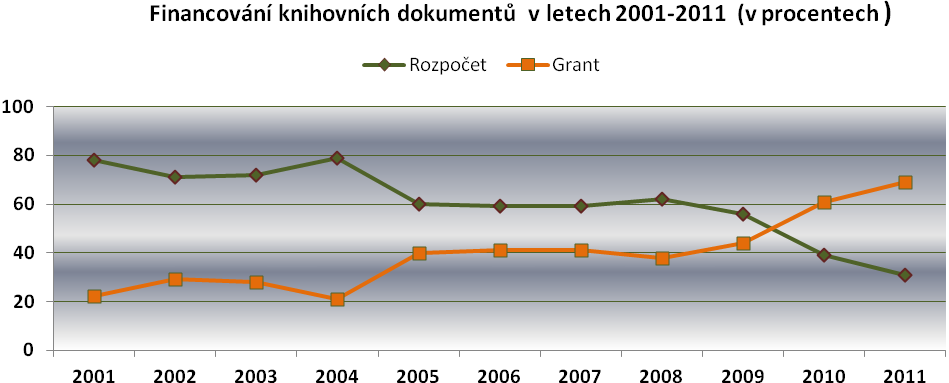 Financování knihovních dokumentů v letech 2001-2011 (v procentech )
Rozpočet Grant
100
80
60
40
20
0
2001 2002 2003 2004 2005 2006 2007 2008 2009 2010 2011